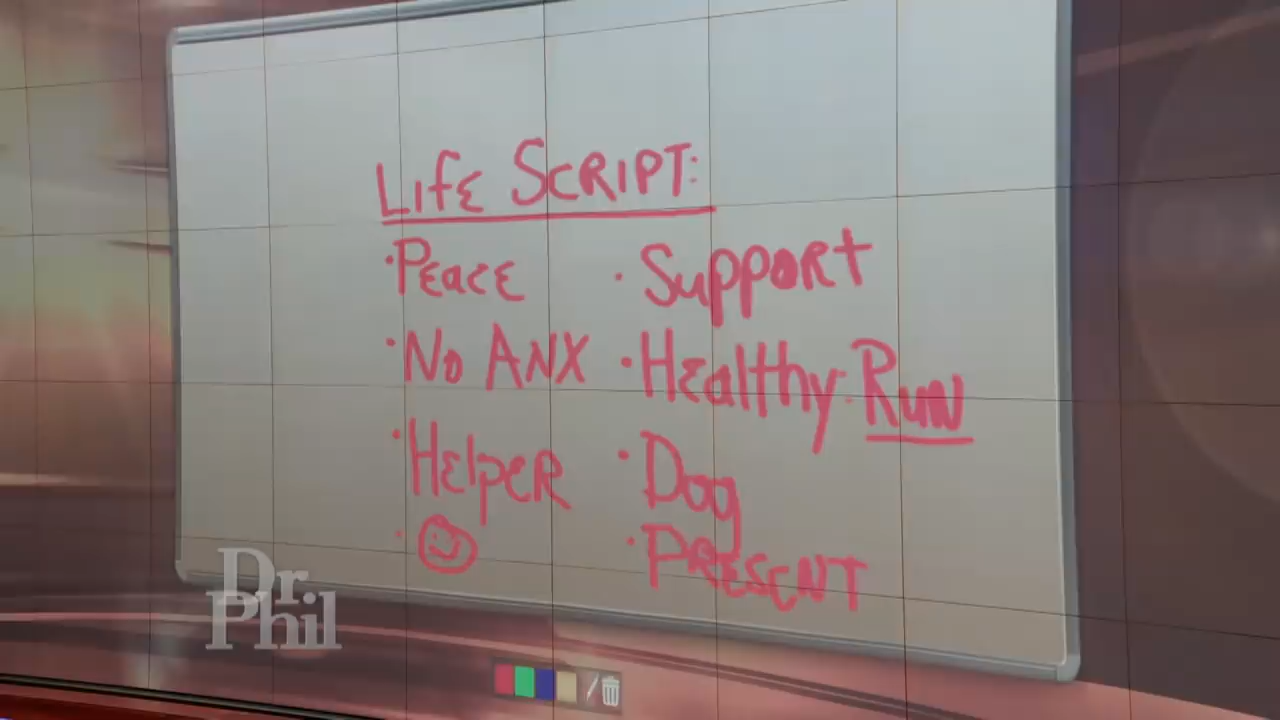 Life Script:
·Peace ·Support
·No ANX ·Healthy·Run
·Helper ·Dog
·☺ ·Present
Dr.
Phil